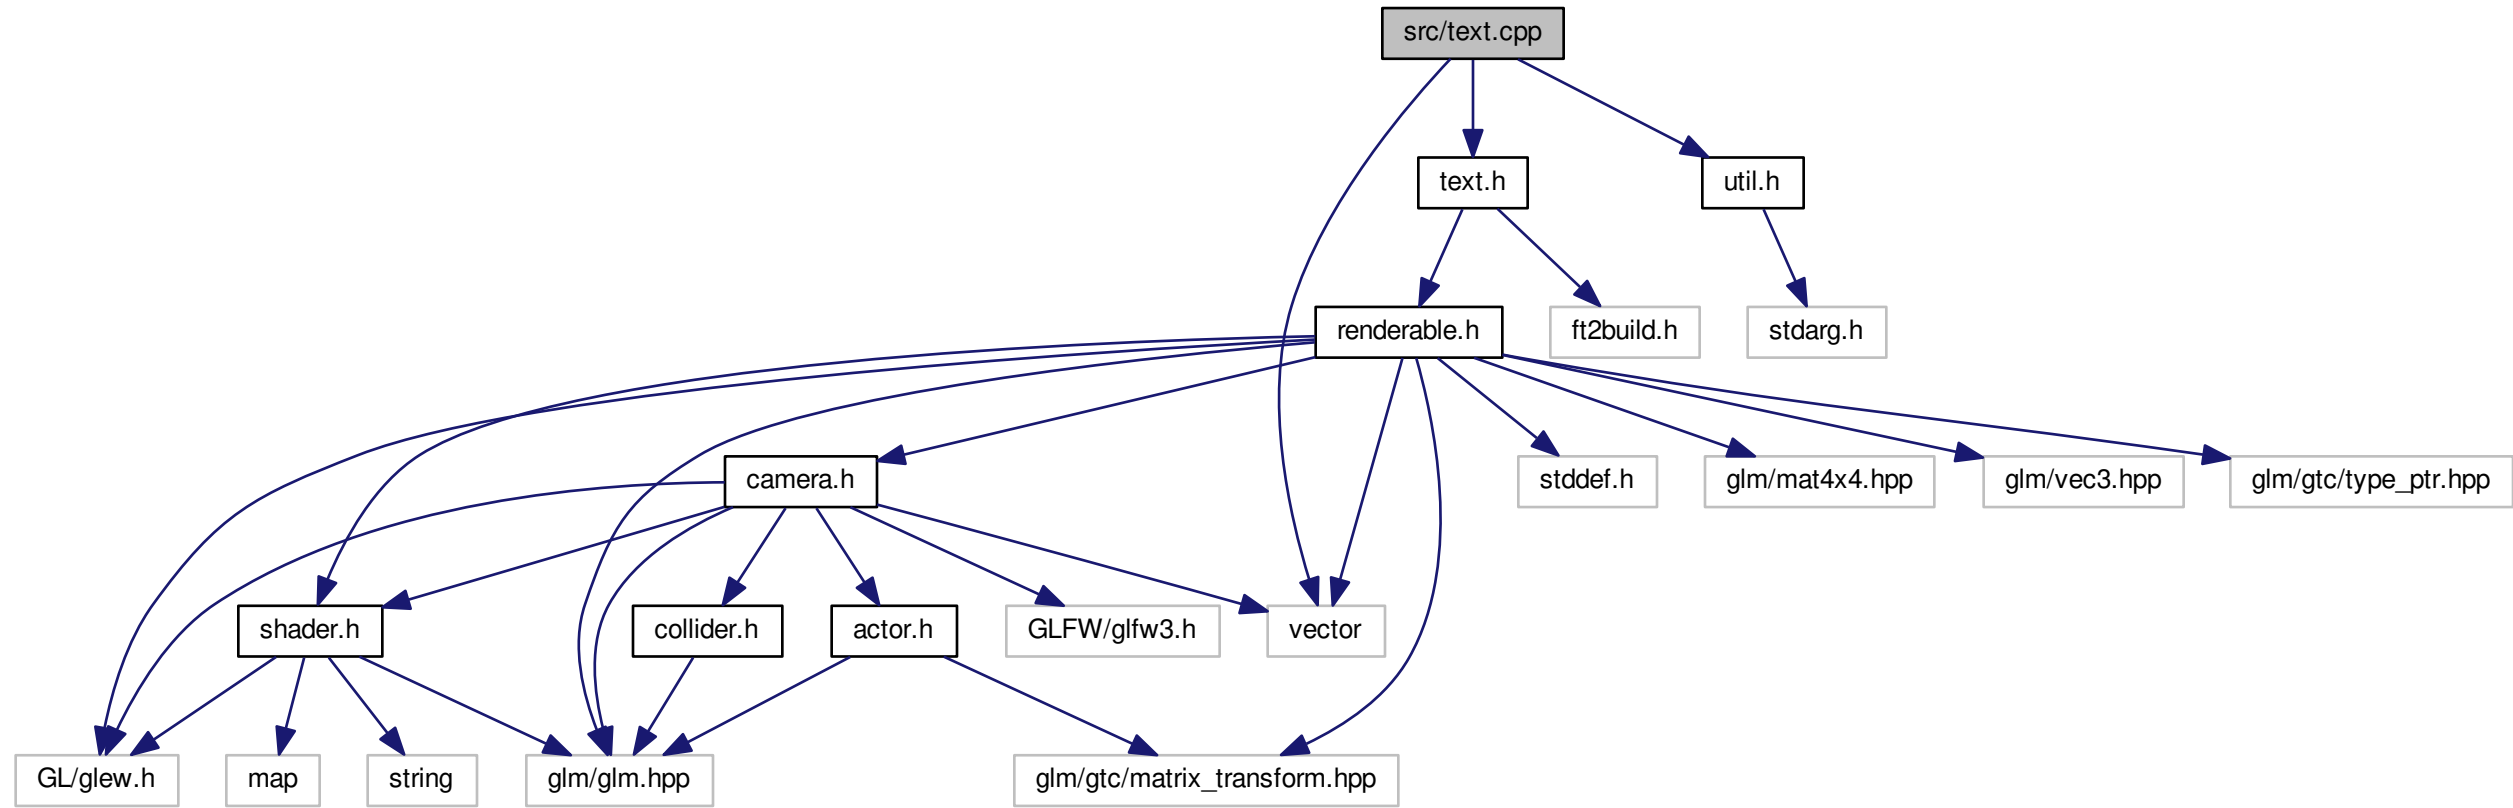 src/text.cpp
text.h
util.h
renderable.h
ft2build.h
stdarg.h
camera.h
stddef.h
glm/mat4x4.hpp
glm/vec3.hpp
glm/gtc/type_ptr.hpp
shader.h
collider.h
actor.h
GLFW/glfw3.h
vector
GL/glew.h
map
string
glm/glm.hpp
glm/gtc/matrix_transform.hpp